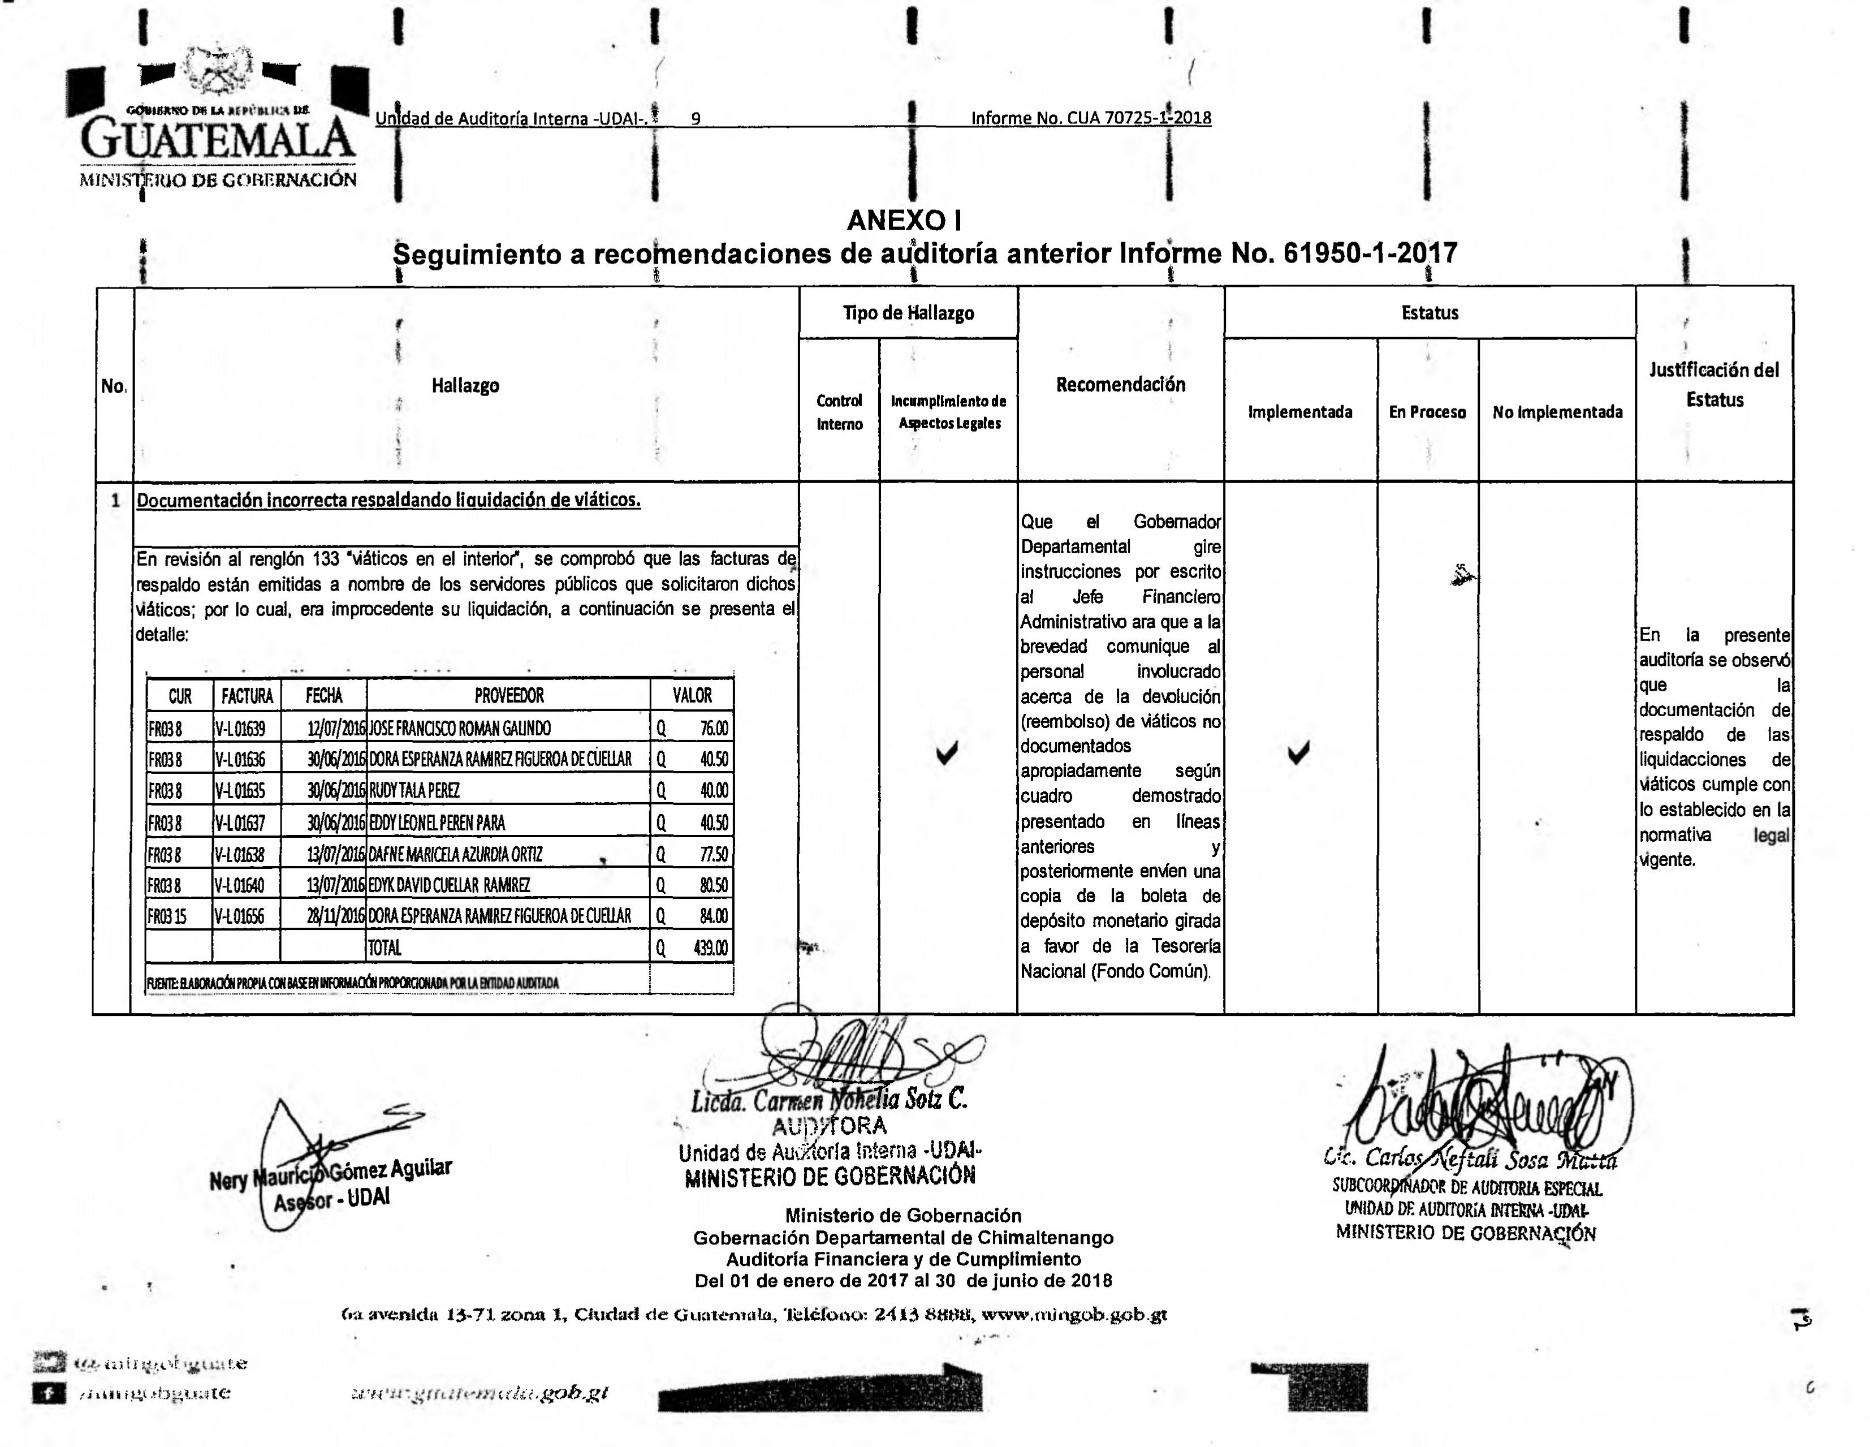 GOBIERNO DE LA REPÚBLICA DE
GUATEMALA
MINISTERIO DE GOBERNACIÓN
Unidad de Auditoría Interna -UDAI-. 9 Informe No. CUA 70725-1-2018
ANEXO I
Seguimiento a recomendaciones de auditoría anterior Informe No. 61950-1-2017
No. Hallazgo Tipo de Hallazgo Recomendación Estatus Justificación del Estatus
Control Interno Incumplimiento de Aspectos Legales Implementada En Proceso No Implementada
1 Documentación incorrecta respaldando liquidación de viáticos.
En revisión al renglón 133 "viáticos en el interior", se comprobó que las facturas de
respaldo están emitidas a nombre de los servidores públicos que solicitaron dichos
viáticos; por lo cual, era improcedente su liquidación, a continuación se presenta el
detalle:
CUR FACTURA FECHA PROVEEDOR VALOR
FR03 8 V-L 01639 12/07/2016 JOSE FRANCISCO ROMAN GALINDO Q 76.00
FR03 8 V-L 01636 30/06/2016 DORA ESPERANZA RAMIREZ FIGUEROA DE CUELLAR Q 40.50
FR03 8 V-L 01635 30/06/2016 RUDY TALA PEREZ Q 40.00
FR03 8 V-L 01637 30/06/2016 EDDY LEONEL PEREN PARA Q 40.50
FR03 8 V-L 01638 13/07/2016 DAFNE MARICELA AZURDIA ORTIZ Q 77.50
FR03 8 V-L 01640 13/07/2016 EDYK DAVID CUELLAR RAMIREZ Q 80.50
FR03 15 V-L 01656 28/11/2016 DORA ESPERANZA RAMIREZ FIGUEROA DE CUELLAR Q 84.00
TOTAL Q 439.00
FUENTE: ELABORACIÓN PROPIA CON BASE EN INFORMACIÓN PROPORCIONADA POR LA ENTIDAD AUDITADA
✓
Que el Gobernador
Departamental gire
instrucciones por escrito
al Jefe Financiero
Administrativo ara que a la
brevedad comunique al
personal involucrado
acerca de la devolución
(reembolso) de viáticos no
documentados
apropiadamente según
cuadro demostrado
presentado en líneas
anteriores y
posteriormente envíen una
copia de la boleta de
depósito monetario girada
a favor de la Tesorería
Nacional (Fondo Común).
✓
En la presente
auditoría se observó
que la
documentación de
respaldo de las
liquidacciones de
viáticos cumple con
lo establecido en la
normativa legal
vigente.
Nery Mauricio Gómez Aguilar
Asesor - UDAI
Licda. Carmen Nohelia Sotz C.
AUDITORA
Unidad de Auditoría Interna -UDAI-
MINISTERIO DE GOBERNACIÓN
Lic. Carlos Neftali Sosa Matta
SUBCOORDINADOR DE AUDITORIA ESPECIAL
UNIDAD DE AUDITORIA INTERNA -UDAI-
MINISTERIO DE GOBERNACIÓN
Ministerio de Gobernación
Gobernación Departamental de Chimaltenango
Auditoría Financiera y de Cumplimiento
Del 01 de enero de 2017 al 30 de junio de 2018
6a avenida 13-71 zona 1, Ciudad de Guatemala, Teléfono: 2413 8888, www.mingob.gob.gt
@mingobguate
/mingobguate
www.guatemala.gob.gt